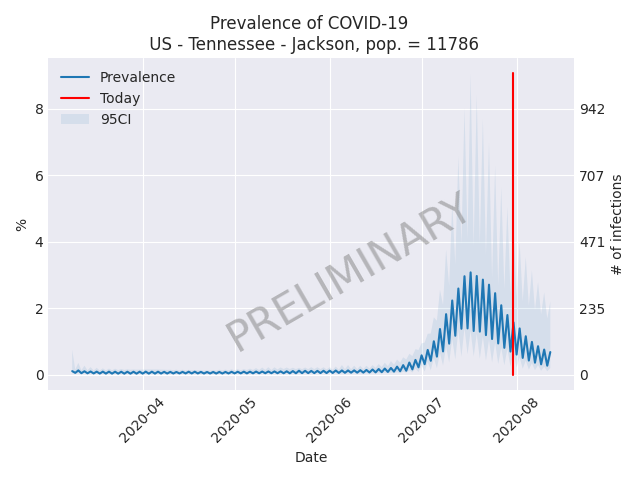 Prevalence of COVID-19
US - Tennessee - Jackson, pop. = 11786
Prevalence
Today
95CI
8
6
4
2
0
%
942
707
471
235
0
# of infections
PRELIMINARY
2020-04
2020-05
2020-06
2020-07
2020-08
Date